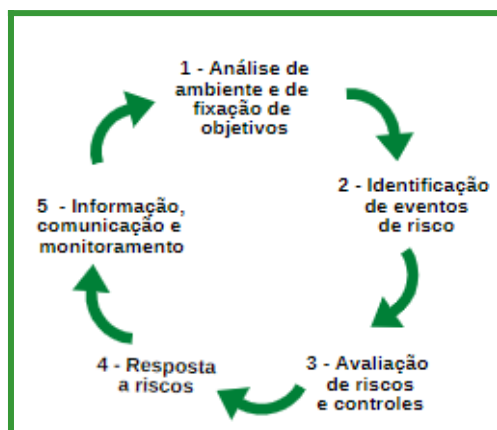 1 - Análise de
ambiente e de
fixação de
objetivos
2 - Identificação
de eventos
de risco
3 - Avaliação
de riscos
e controles
4 - Resposta
a riscos
5 - Informação,
comunicação e
monitoramento